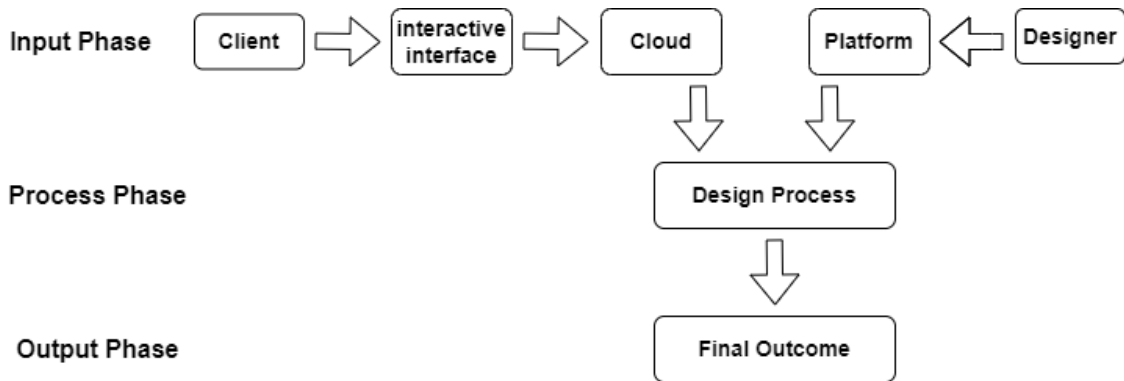 Input Phase
Client
interactive
interface
Cloud
Platform
Designer
Process Phase
Design Process
Output Phase
Final Outcome